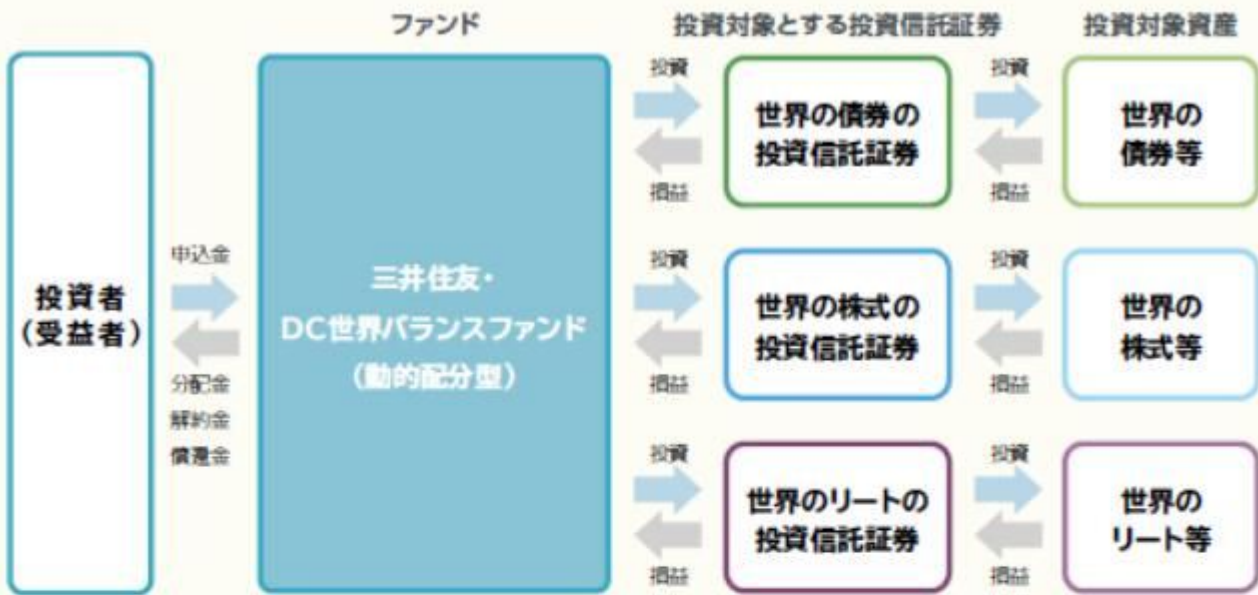 ファンド
投資対象とする投資信託証券
投資対象資産
投資者
（受益者）
申込金
分配金
解約金
償還金
三井住友・
DC世界バランスファンド
（動的配分型）
投資
損益
世界の債券の
投資信託証券
投資
損益
世界の
債券等
投資
損益
世界の株式の
投資信託証券
投資
損益
世界の
株式等
投資
損益
世界のリートの
投資信託証券
投資
損益
世界の
リート等